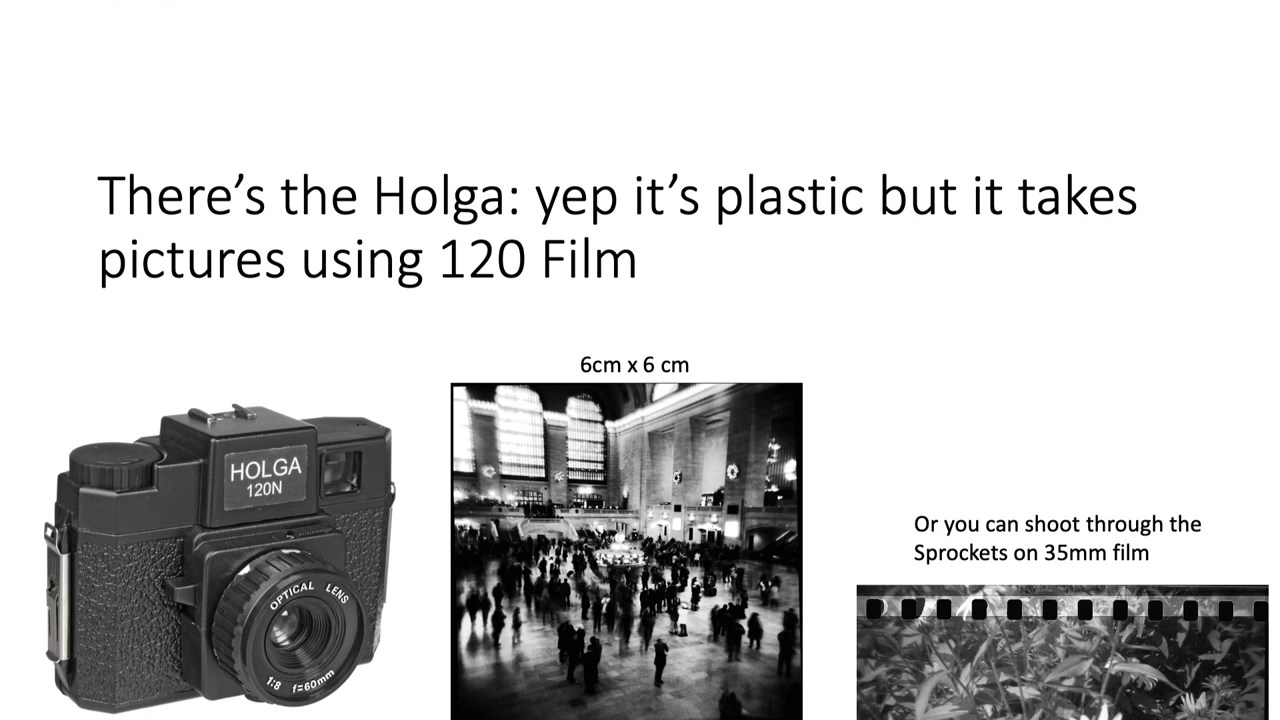 There's the Holga: yep it's plastic but it takes
pictures using 120 Film
6cm x 6 cm
HOLGA
120N
OPTICAL LENS
1:8 f=60mm
Or you can shoot through the
Sprockets on 35mm film